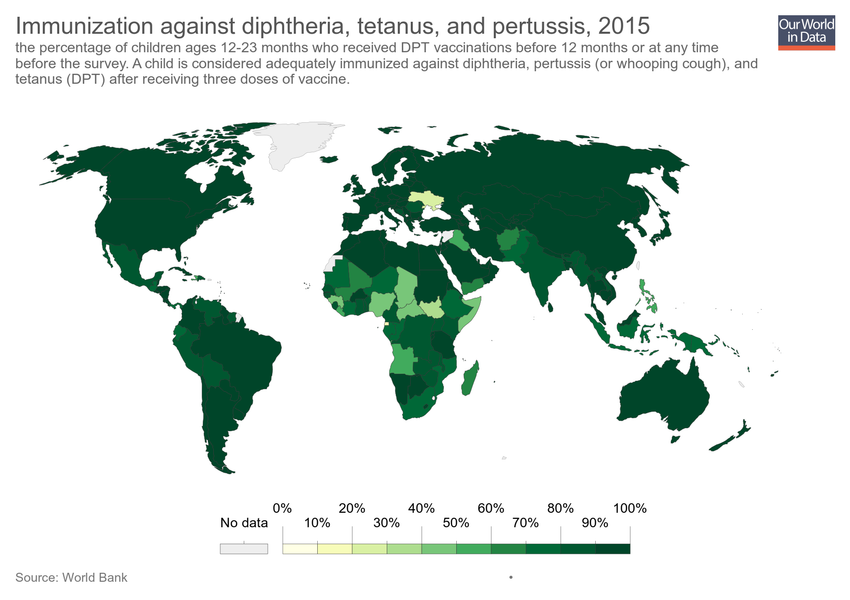 Immunization against diphtheria, tetanus, and pertussis, 2015
Our World
in Data
the percentage of children ages 12-23 months who received DPT vaccinations before 12 months or at any time
before the survey. A child is considered adequately immunized against diphtheria, pertussis (or whooping cough), and
tetanus (DPT) after receiving three doses of vaccine.
0% 20% 40% 60% 80% 100%
No data 10% 30% 50% 70% 90%
Source: World Bank